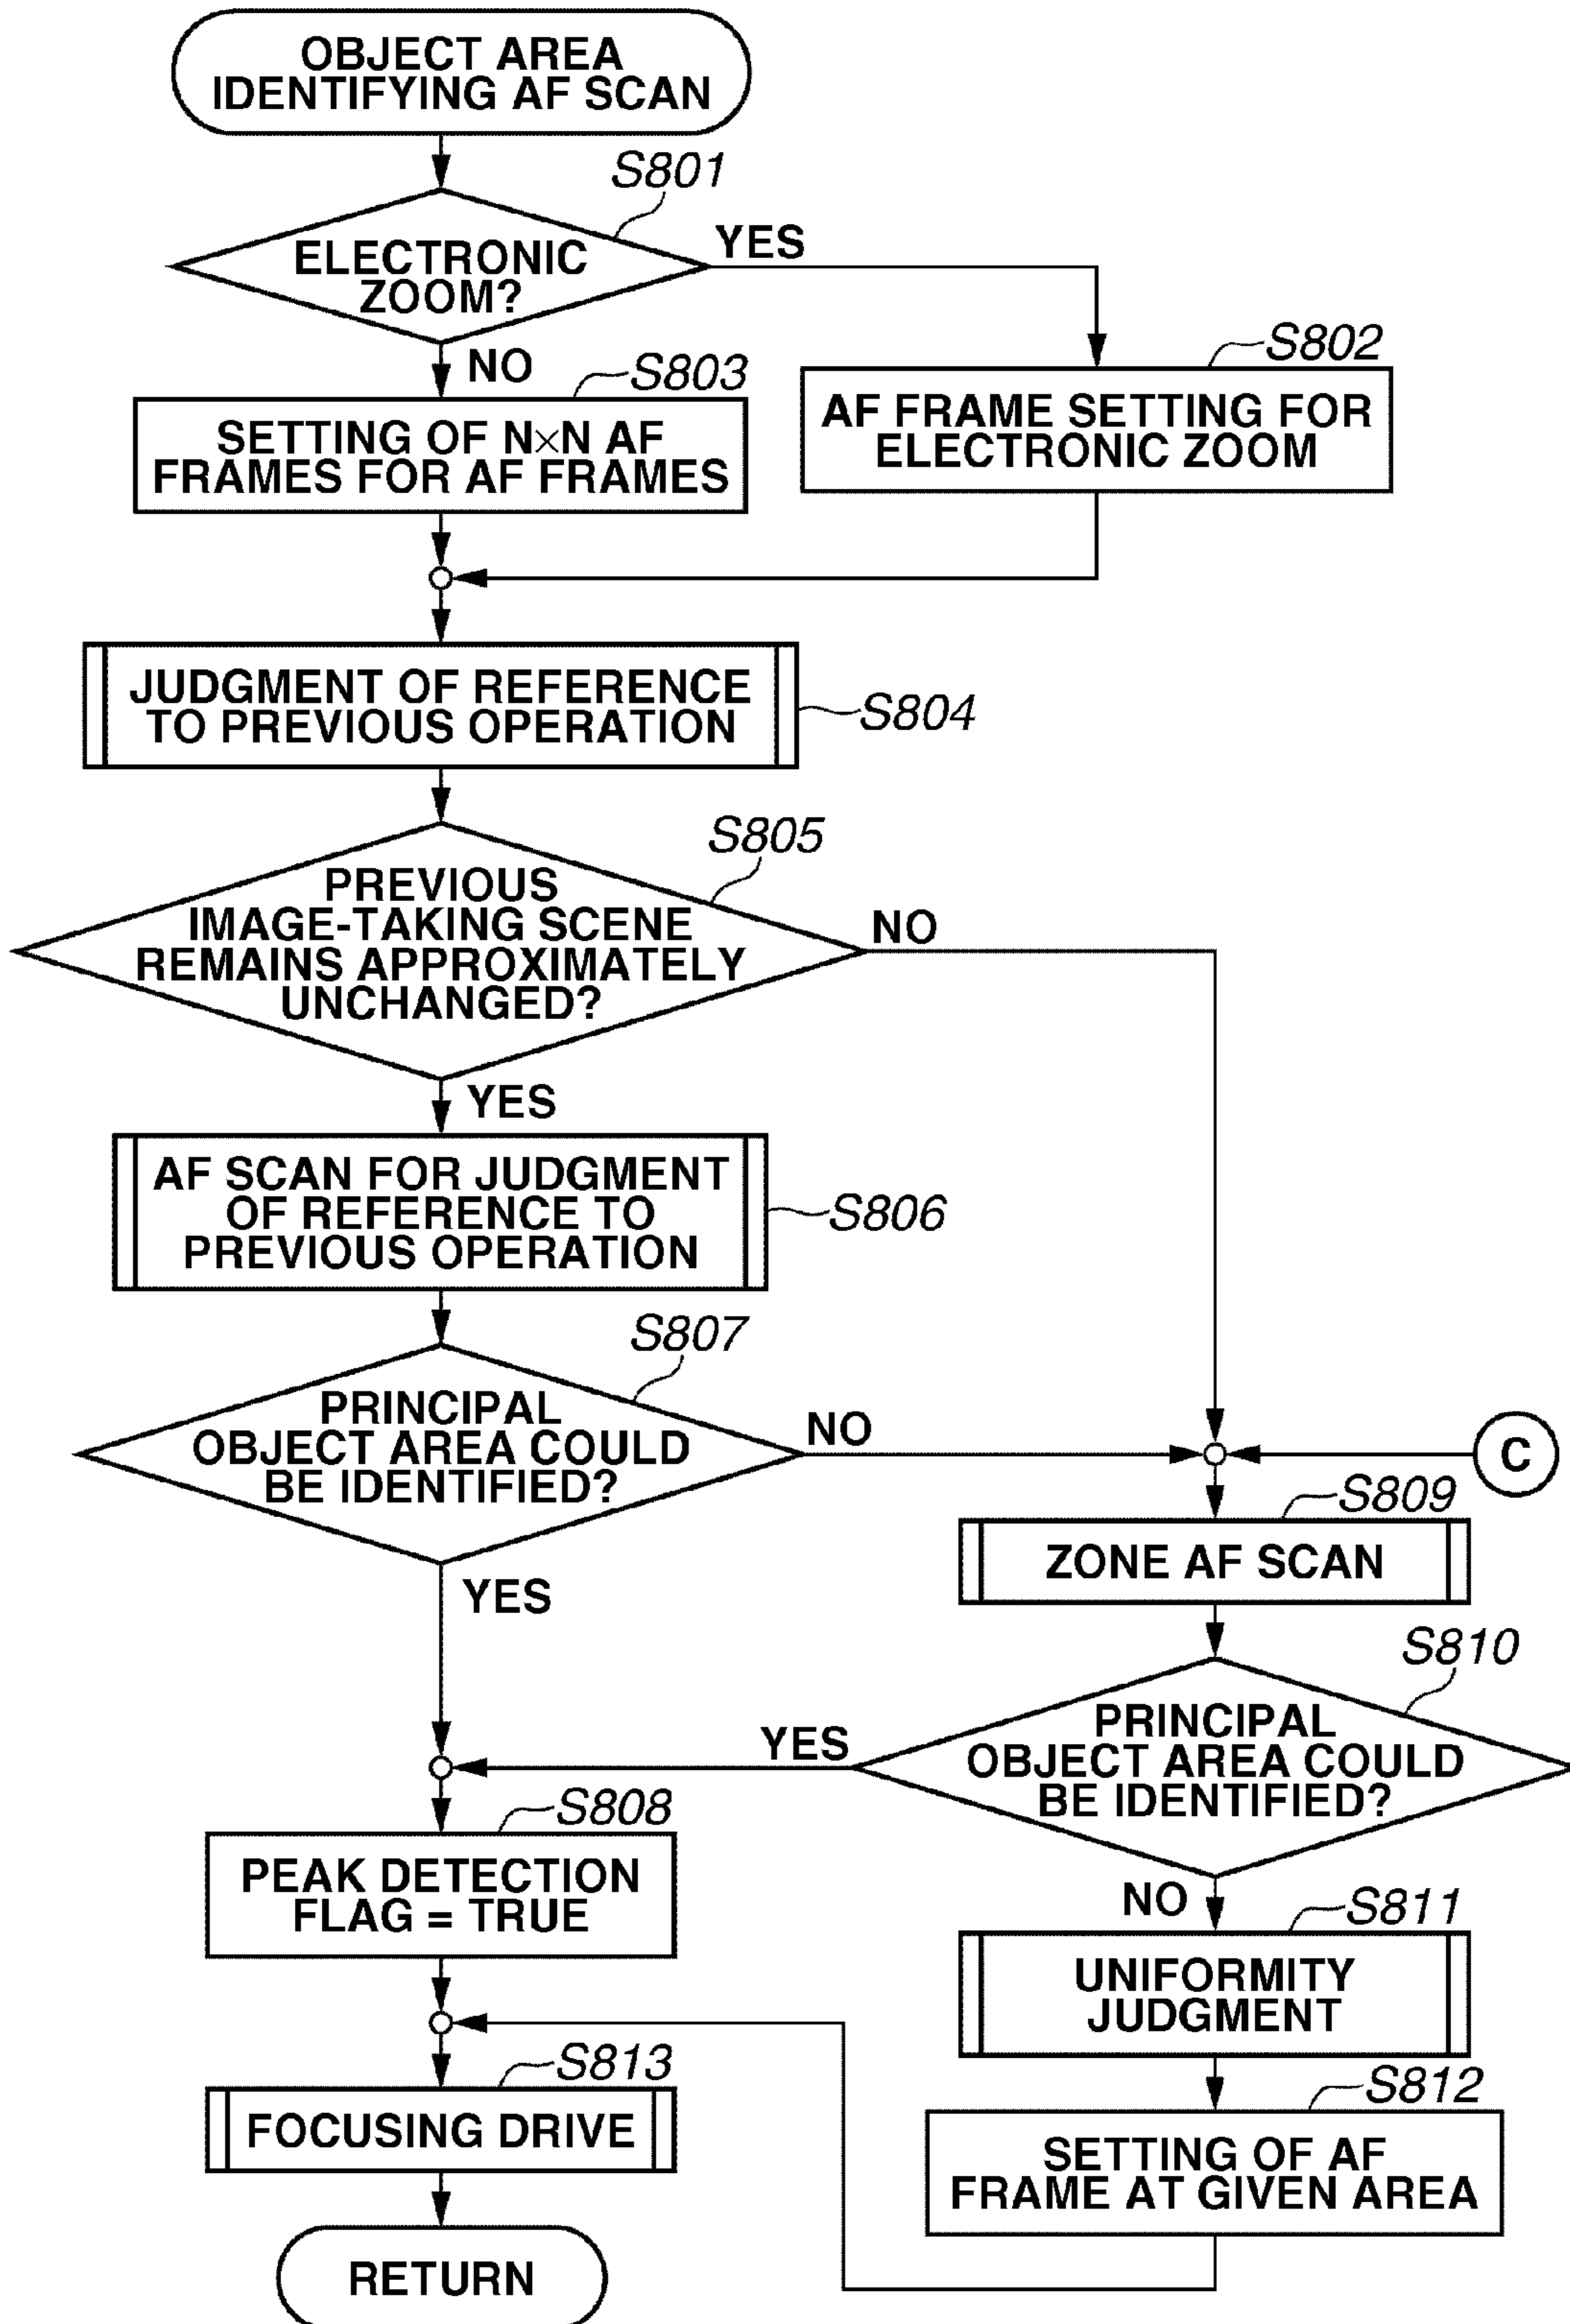 OBJECT AREA
IDENTIFYING AF SCAN
S801
ELECTRONIC
ZOOM?
YES
NO
S802
AF FRAME SETTING FOR
ELECTRONIC ZOOM
S803
SETTING OF N×N AF
FRAMES FOR AF FRAMES
JUDGMENT OF REFERENCE
TO PREVIOUS OPERATION
S804
S805
PREVIOUS
IMAGE-TAKING SCENE
REMAINS APPROXIMATELY
UNCHANGED?
NO
YES
AF SCAN FOR JUDGMENT
OF REFERENCE TO
PREVIOUS OPERATION
S806
S807
PRINCIPAL
OBJECT AREA COULD
BE IDENTIFIED?
NO
YES
C
S809
ZONE AF SCAN
S810
PRINCIPAL
OBJECT AREA COULD
BE IDENTIFIED?
YES
NO
S808
PEAK DETECTION
FLAG = TRUE
S811
UNIFORMITY
JUDGMENT
S812
SETTING OF AF
FRAME AT GIVEN AREA
S813
FOCUSING DRIVE
RETURN